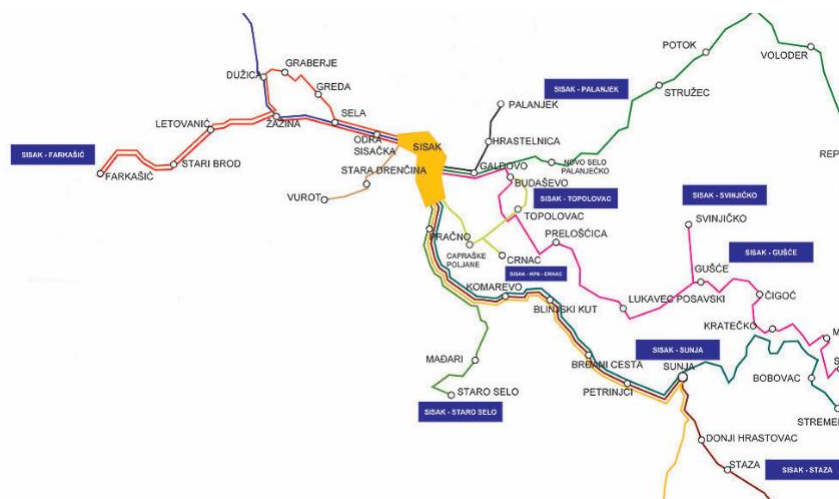 POTOK
VOLODER
GRABERJE
DUŽICA
GREDA
SISAK - PALANJEK
STRUŽEC
PALANJEK
LETOVANIĆ
ŽAŽINA
SELA
ODRA
SISAČKA
SISAK
HRASTELNICA
SISAK - FARKAŠIĆ
STARI BROD
FARKAŠIĆ
STARA DRENČINA
GALDOVO
NOVO SELO
PALANJEČKO
REP
VUROT
BUDAŠEVO
SISAK - TOPOLOVAC
SISAK - SVINJIČKO
TOPOLOVAC
SVINJIČKO
PRAČNO
CAPRAŠKE
POLJANE
CRNAC
PRELOŠĆICA
SISAK - GUŠĆE
SISAK - CRNAC
GUŠĆE
KOMAREVO
ČIGOČ
BLINJSKI KUT
LUKAVEC POSAVSKI
KRATEČKO
M
MAĐARI
BRĐANI CESTA
SISAK - SUNJA
SUNJA
S
PETRINJCI
BOBOVAC
STARO SELO
SISAK - STARO SELO
STREME
DONJI HRASTOVAC
STAZA
SISAK - STAZA